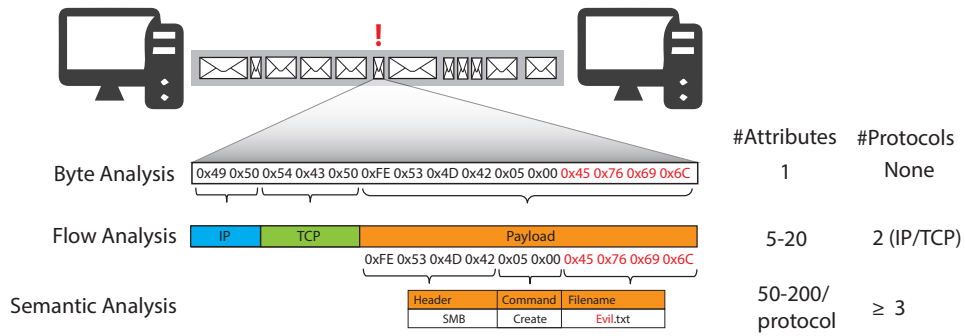 !
#Attributes #Protocols
Byte Analysis 0x49 0x50 0x54 0x43 0x50 0xFE 0x53 0x4D 0x42 0x05 0x00 0x45 0x76 0x69 0x6C 1 None
Flow Analysis IP TCP Payload 5-20 2 (IP/TCP)
0xFE 0x53 0x4D 0x42 0x05 0x00 0x45 0x76 0x69 0x6C
Semantic Analysis
Header Command Filename
SMB Create Evil.txt
50-200/
protocol
≥ 3